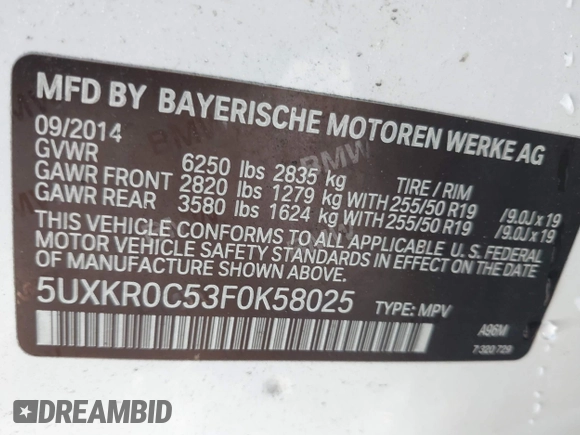 MFD BY BAYERISCHE MOTOREN WERKE AG
09/2014
GVWR 6250 lbs 2835 kg TIRE / RIM
GAWR FRONT 2820 lbs 1279 kg WITH 255/50 R19 / 9.0J x 19
GAWR REAR 3580 lbs 1624 kg WITH 255/50 R19 / 9.0J x 19
THIS VEHICLE CONFORMS TO ALL APPLICABLE U. S. FEDERAL
MOTOR VEHICLE SAFETY STANDARDS IN EFFECT ON THE DATE
OF MANUFACTURE SHOWN ABOVE.
5UXKR0C53F0K58025 TYPE: MPV
A96M
7 320 729
DREAMBID